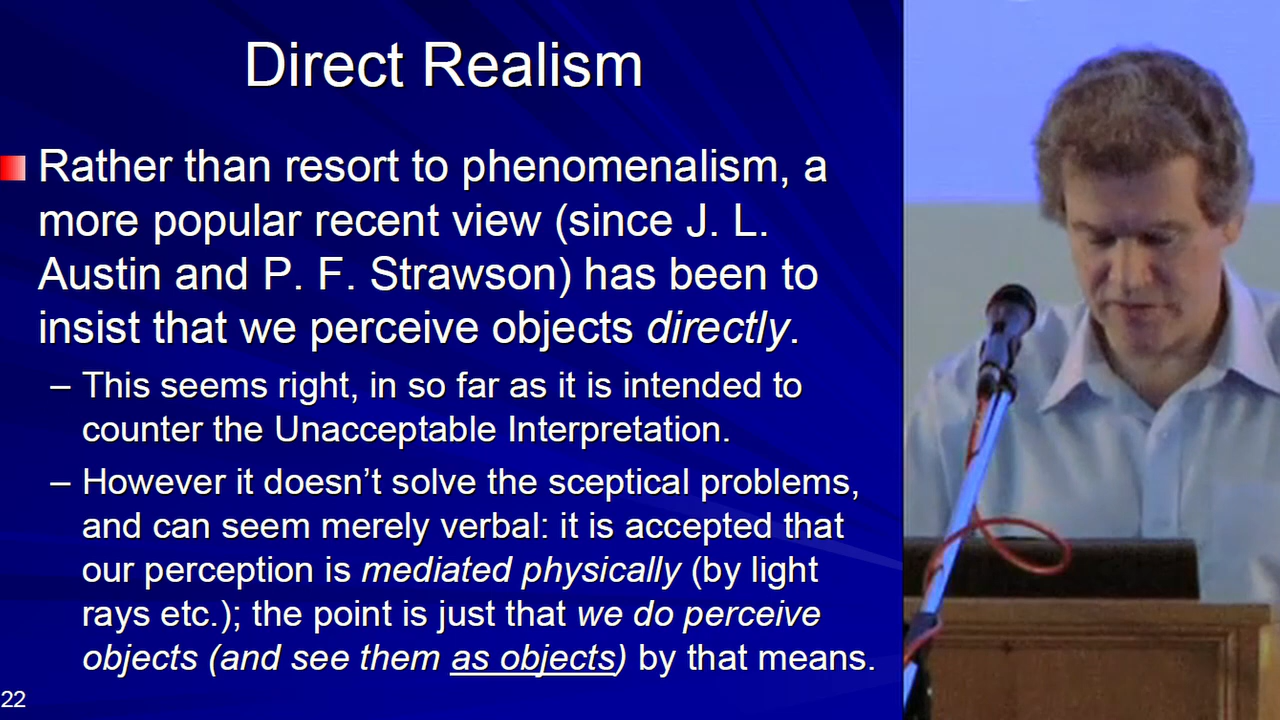 Direct Realism
Rather than resort to phenomenalism, a
more popular recent view (since J. L.
Austin and P. F. Strawson) has been to
insist that we perceive objects directly.
– This seems right, in so far as it is intended to
counter the Unacceptable Interpretation.
– However it doesn’t solve the sceptical problems,
and can seem merely verbal: it is accepted that
our perception is mediated physically (by light
rays etc.); the point is just that we do perceive
objects (and see them as objects) by that means.
22